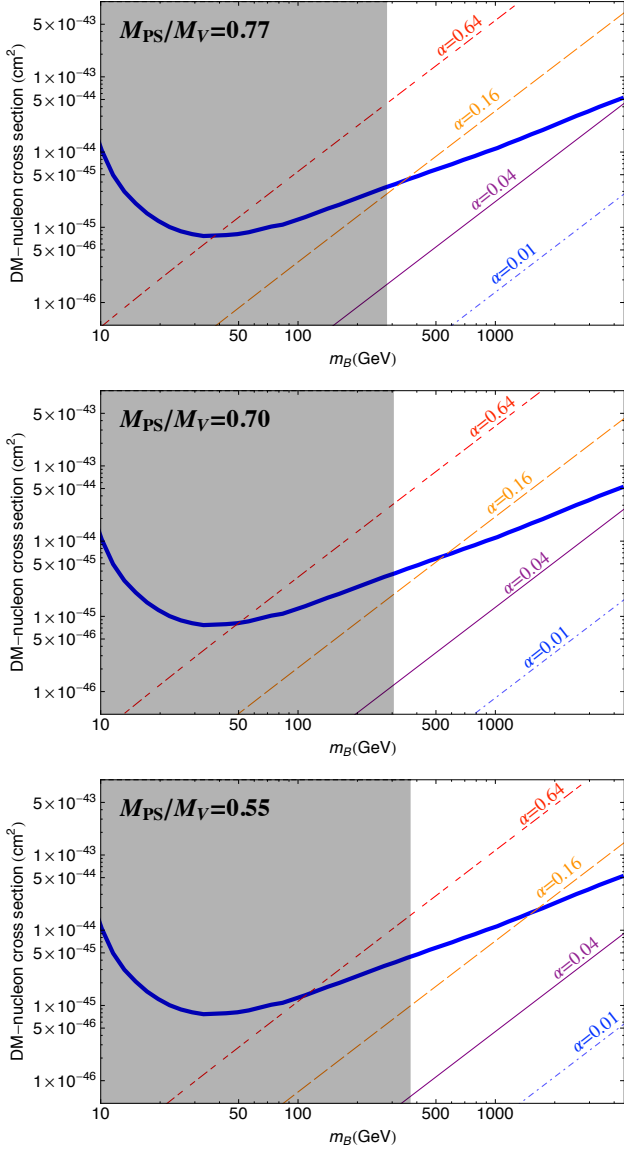 M_PS/M_V=0.77
α=0.64
α=0.16
α=0.04
α=0.01
DM−nucleon cross section (cm²)
5×10⁻⁴³
1×10⁻⁴³
5×10⁻⁴⁴
1×10⁻⁴⁴
5×10⁻⁴⁵
1×10⁻⁴⁵
5×10⁻⁴⁶
1×10⁻⁴⁶
10 50 100 500 1000
m_B(GeV)
M_PS/M_V=0.70
α=0.64
α=0.16
α=0.04
α=0.01
DM−nucleon cross section (cm²)
5×10⁻⁴³
1×10⁻⁴³
5×10⁻⁴⁴
1×10⁻⁴⁴
5×10⁻⁴⁵
1×10⁻⁴⁵
5×10⁻⁴⁶
1×10⁻⁴⁶
10 50 100 500 1000
m_B(GeV)
M_PS/M_V=0.55
α=0.64
α=0.16
α=0.04
α=0.01
DM−nucleon cross section (cm²)
5×10⁻⁴³
1×10⁻⁴³
5×10⁻⁴⁴
1×10⁻⁴⁴
5×10⁻⁴⁵
1×10⁻⁴⁵
5×10⁻⁴⁶
1×10⁻⁴⁶
10 50 100 500 1000
m_B(GeV)